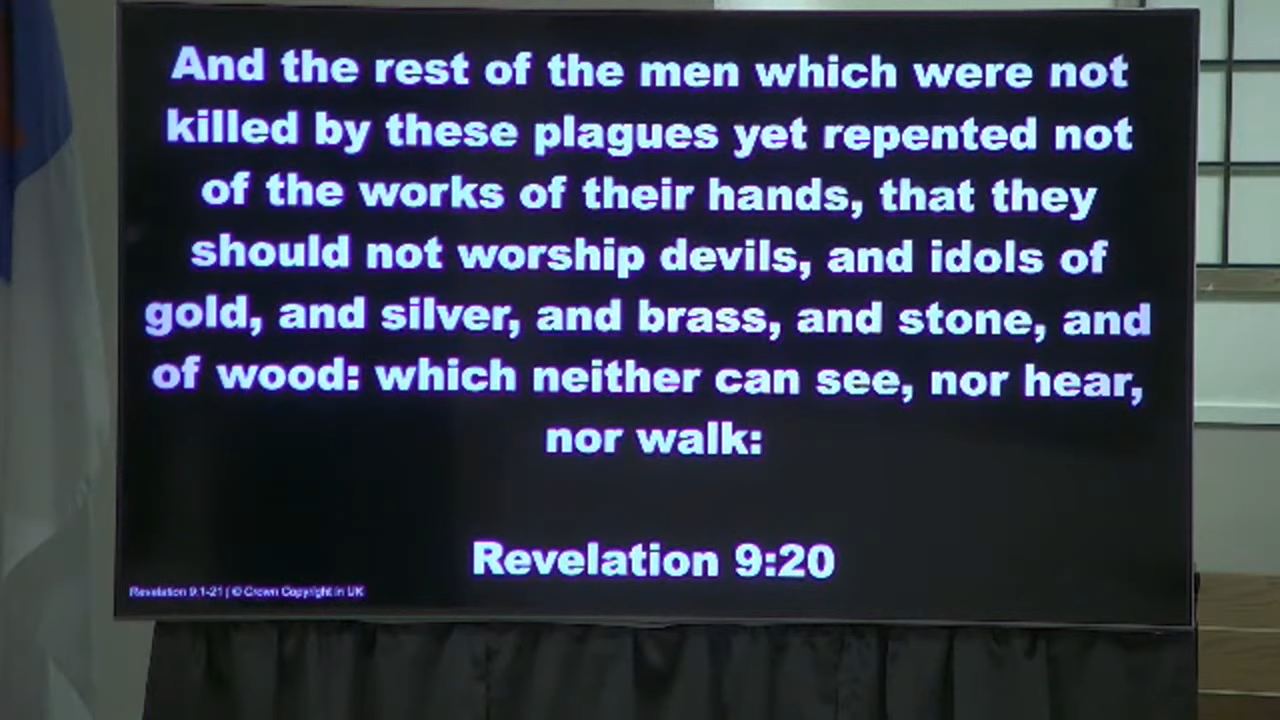 And the rest of the men which were not
killed by these plagues yet repented not
of the works of their hands, that they
should not worship devils, and idols of
gold, and silver, and brass, and stone, and
of wood: which neither can see, nor hear,
nor walk:
Revelation 9:20
Revelation 9:1-21 | © Crown Copyright in UK